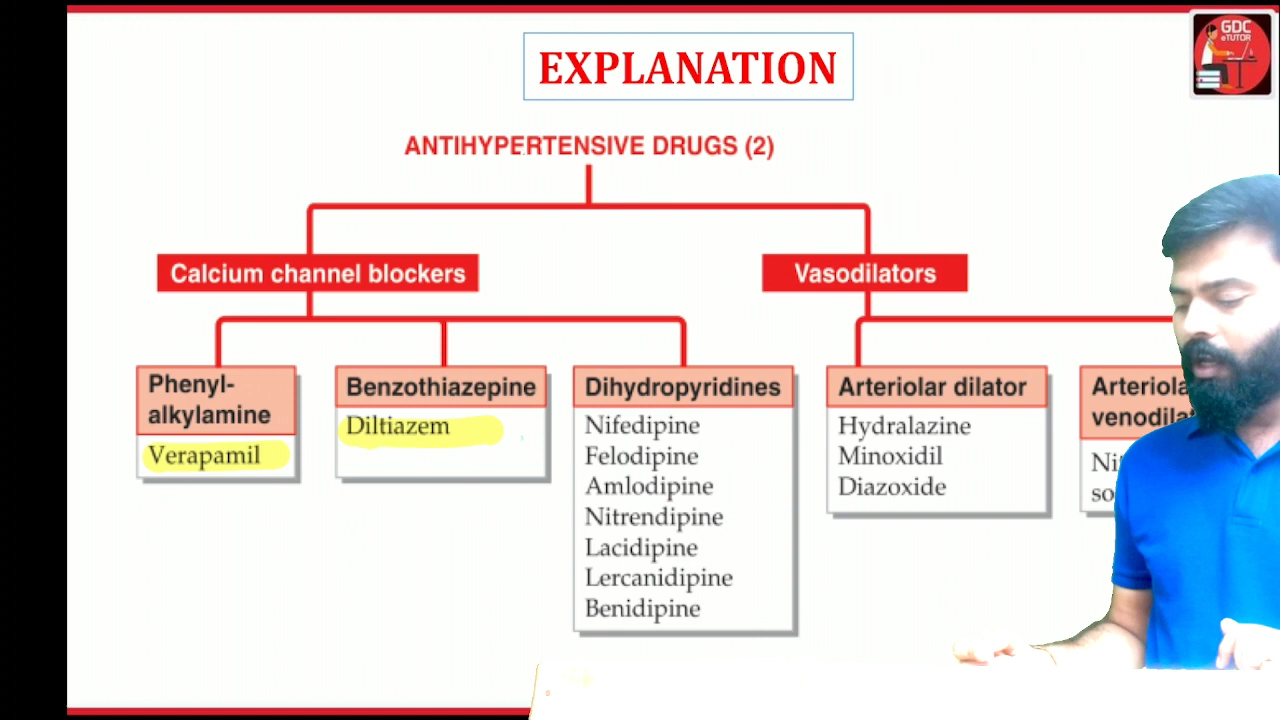 GDC
eTUTOR
EXPLANATION
ANTIHYPERTENSIVE DRUGS (2)
Calcium channel blockers
Vasodilators
Phenyl-
alkylamine
Verapamil
Benzothiazepine
Diltiazem
Dihydropyridines
Nifedipine
Felodipine
Amlodipine
Nitrendipine
Lacidipine
Lercanidipine
Benidipine
Arteriolar dilator
Hydralazine
Minoxidil
Diazoxide